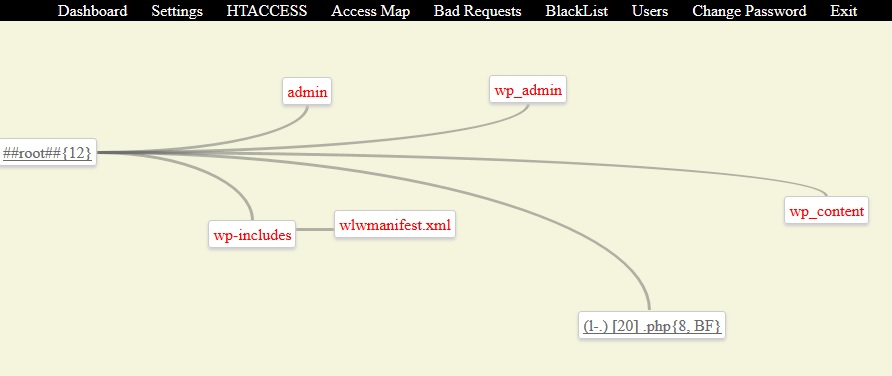 Dashboard Settings HTACCESS Access Map Bad Requests BlackList Users Change Password Exit
admin
wp_admin
##root##{12}
wp_content
wp-includes
wlwmanifest.xml
(l-.) [20] .php{8, BF}